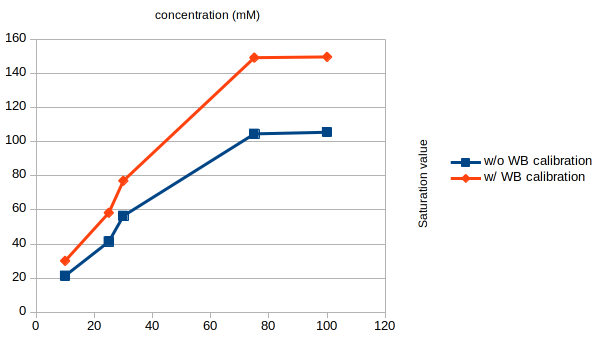 concentration (mM)
160
140
120
100
80
60
40
20
0
0 20 40 60 80 100 120
Saturation value
w/o WB calibration
w/ WB calibration